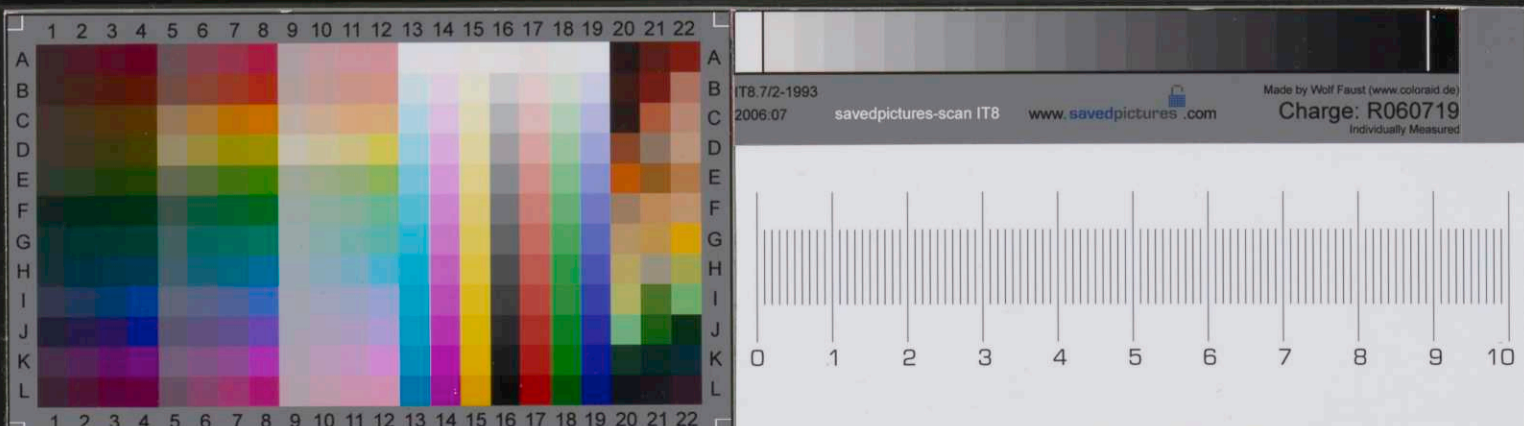 1 2 3 4 5 6 7 8 9 10 11 12 13 14 15 16 17 18 19 20 21 22
A A
B B
C C
D D
E E
F F
G G
H H
I I
J J
K K
L L
1 2 3 4 5 6 7 8 9 10 11 12 13 14 15 16 17 18 19 20 21 22
IT8.7/2-1993
2006:07
savedpictures-scan IT8
www.savedpictures.com
Made by Wolf Faust (www.coloraid.de)
Charge: R060719
Individually Measured
0 1 2 3 4 5 6 7 8 9 10